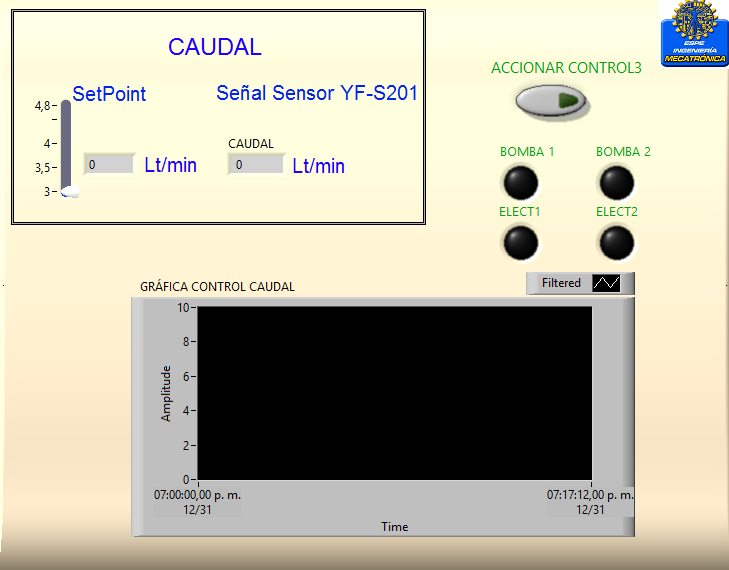 CAUDAL
SetPoint
Señal Sensor YF-S201
4,8
4
3,5
3
0
Lt/min
CAUDAL
0
Lt/min
ESPE
INGENIERÍA
MECATRÓNICA
ACCIONAR CONTROL3
BOMBA 1
BOMBA 2
ELECT1
ELECT2
GRÁFICA CONTROL CAUDAL
Filtered
Amplitude
10
8
6
4
2
0
07:00:00,00 p. m.
12/31
07:17:12,00 p. m.
12/31
Time